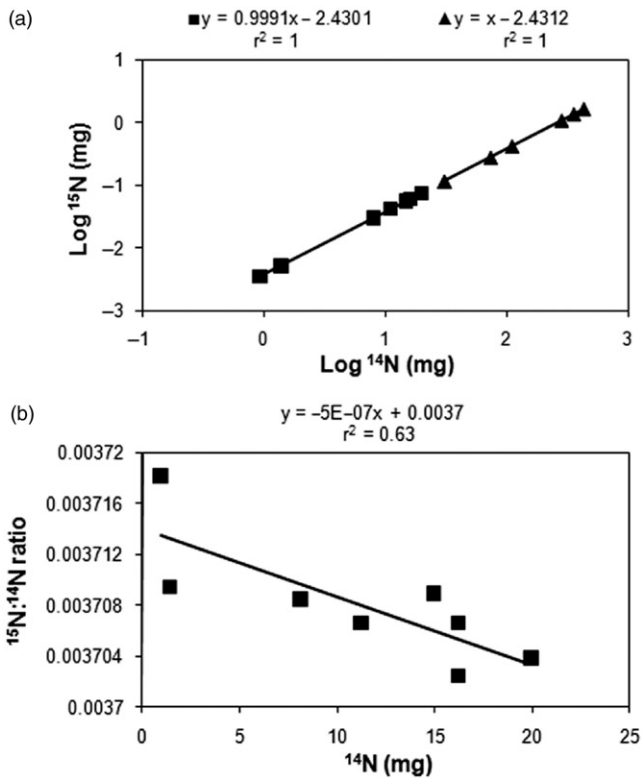 (a)
■ y = 0.9991x – 2.4301 ▲ y = x – 2.4312
r² = 1 r² = 1
1
0
–1
–2
–3
Log ¹⁵N (mg)
–1 0 1 2 3
Log ¹⁴N (mg)
(b)
y = –5E–07x + 0.0037
r² = 0.63
0.00372
0.003716
0.003712
0.003708
0.003704
0.0037
¹⁵N:¹⁴N ratio
0 5 10 15 20 25
¹⁴N (mg)